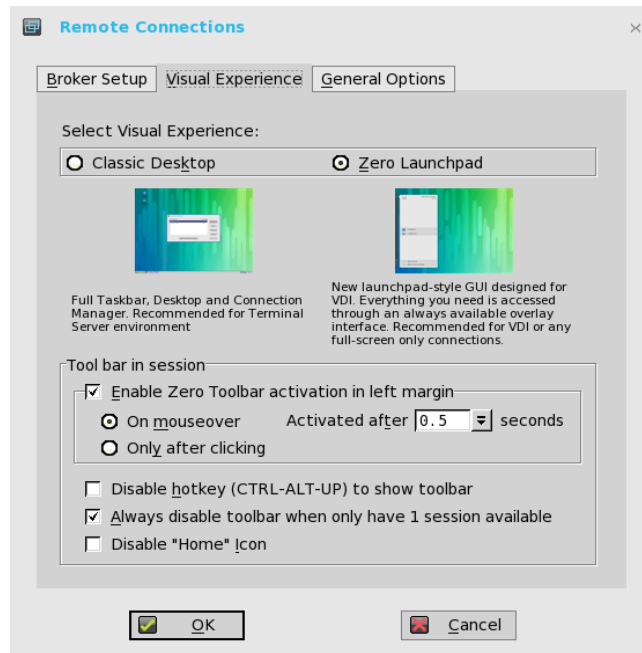 Remote Connections
Broker Setup Visual Experience General Options
Select Visual Experience:
Classic Desktop Zero Launchpad
Full Taskbar, Desktop and Connection
Manager. Recommended for Terminal
Server environment
New launchpad-style GUI designed for
VDI. Everything you need is accessed
through an always available overlay
interface. Recommended for VDI or any
full-screen only connections.
Tool bar in session
Enable Zero Toolbar activation in left margin
On mouseover Activated after 0.5 seconds
Only after clicking
Disable hotkey (CTRL-ALT-UP) to show toolbar
Always disable toolbar when only have 1 session available
Disable "Home" Icon
OK Cancel